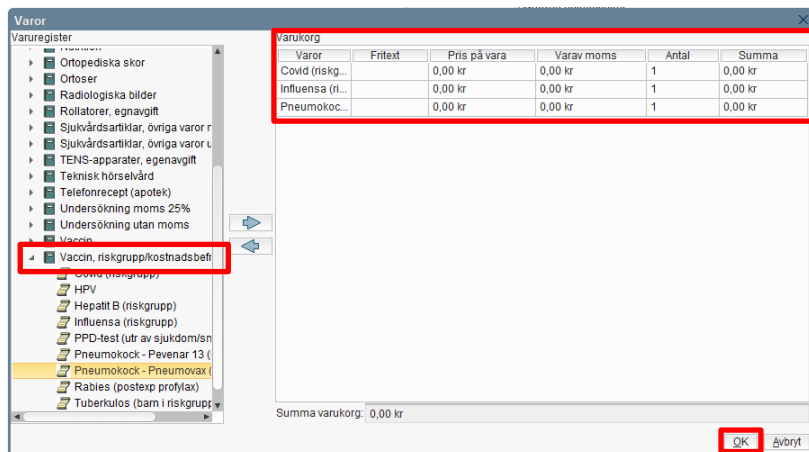 Varor
Varuregister
Nutrition
Ortopediska skor
Ortoser
Radiologiska bilder
Rollatorer, egnavgift
Sjukvårdsartiklar, övriga varor r
Sjukvårdsartiklar, övriga varor u
TENS-apparater, egenavgift
Teknisk hörselvård
Telefonrecept (apotek)
Undersökning moms 25%
Undersökning utan moms
Vaccin
Vaccin, riskgrupp/kostnadsbefr
Covid (riskgrupp)
HPV
Hepatit B (riskgrupp)
Influensa (riskgrupp)
PPD-test (utr av sjukdom/sm
Pneumokock - Pevenar 13 (
Pneumokock - Pneumovax (
Rabies (postexp profylax)
Tuberkulos (barn i riskgrupp
Varukorg
Varor Fritext Pris på vara Varav moms Antal Summa
Covid (riskg... 0,00 kr 0,00 kr 1 0,00 kr
Influensa (ri... 0,00 kr 0,00 kr 1 0,00 kr
Pneumokoc... 0,00 kr 0,00 kr 1 0,00 kr
Summa varukorg: 0,00 kr
OK Avbryt